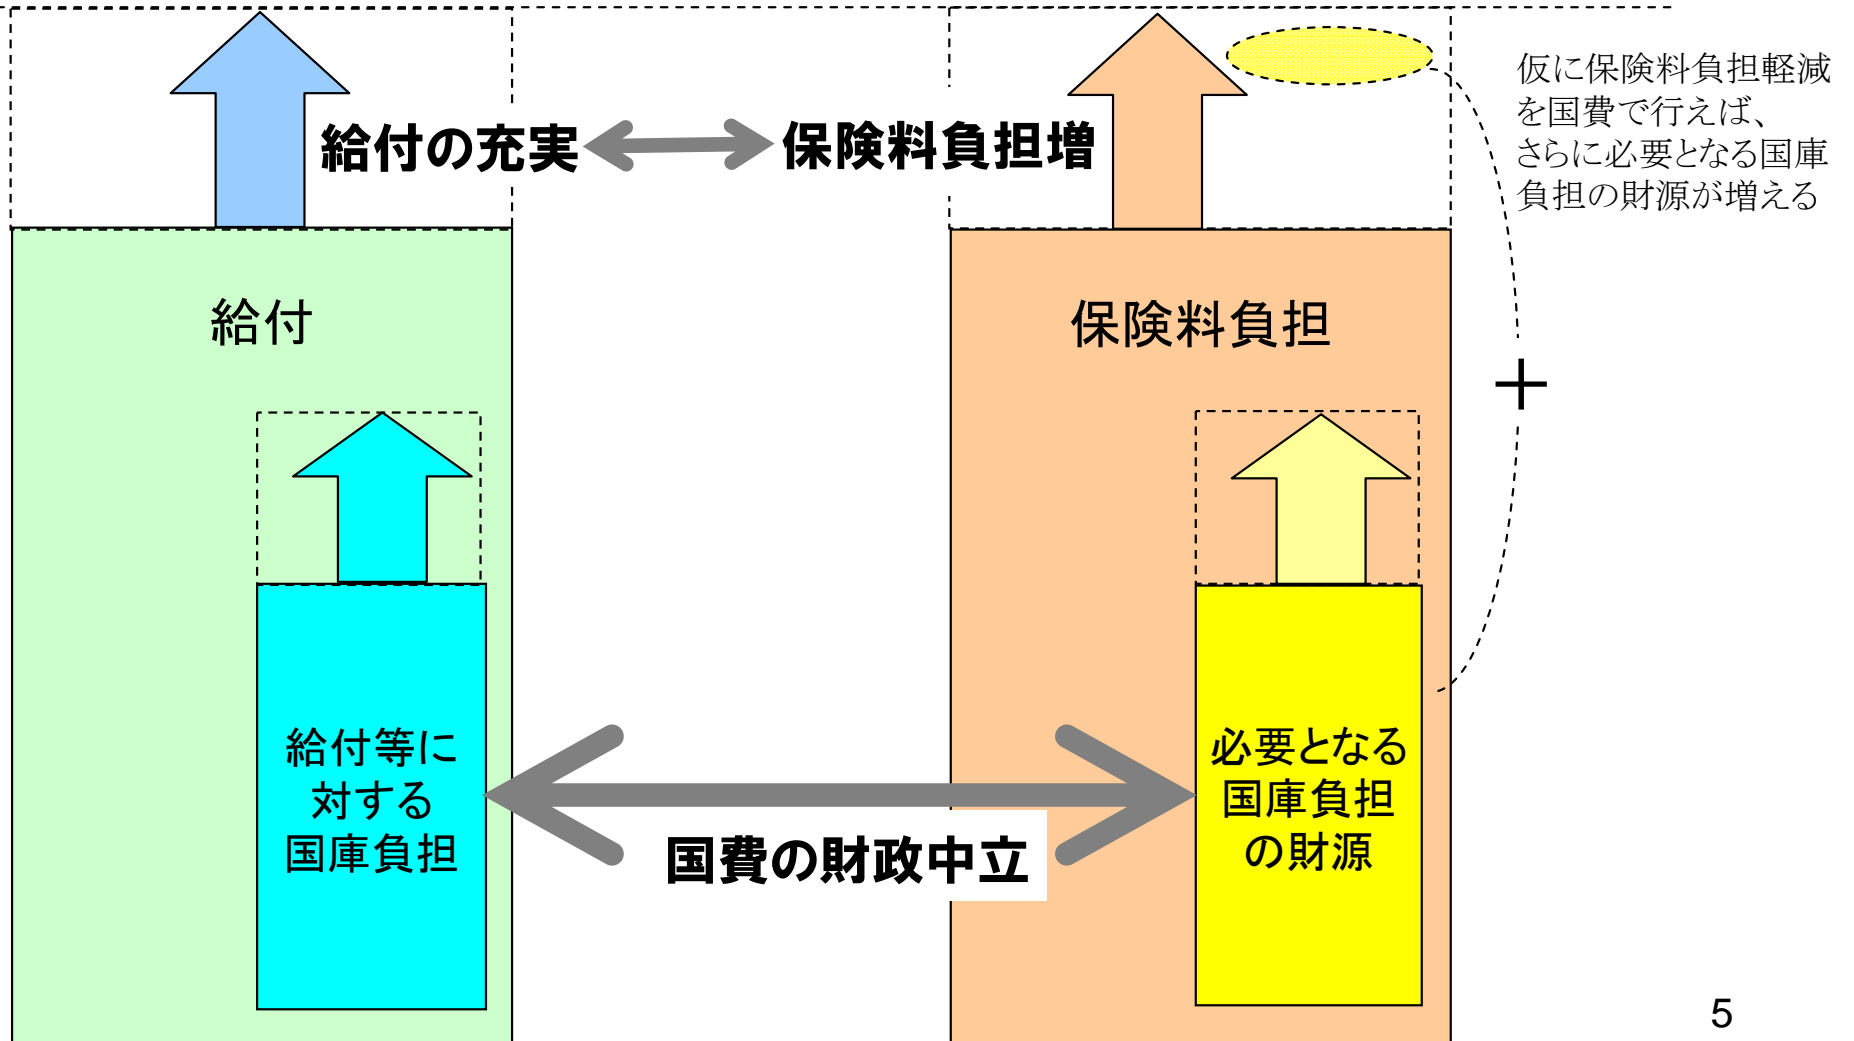 仮に保険料負担軽減
を国費で行えば、
さらに必要となる国庫
負担の財源が増える
給付の充実
保険料負担増
給付
保険料負担
+
給付等に
対する
国庫負担
必要となる
国庫負担
の財源
国費の財政中立
5